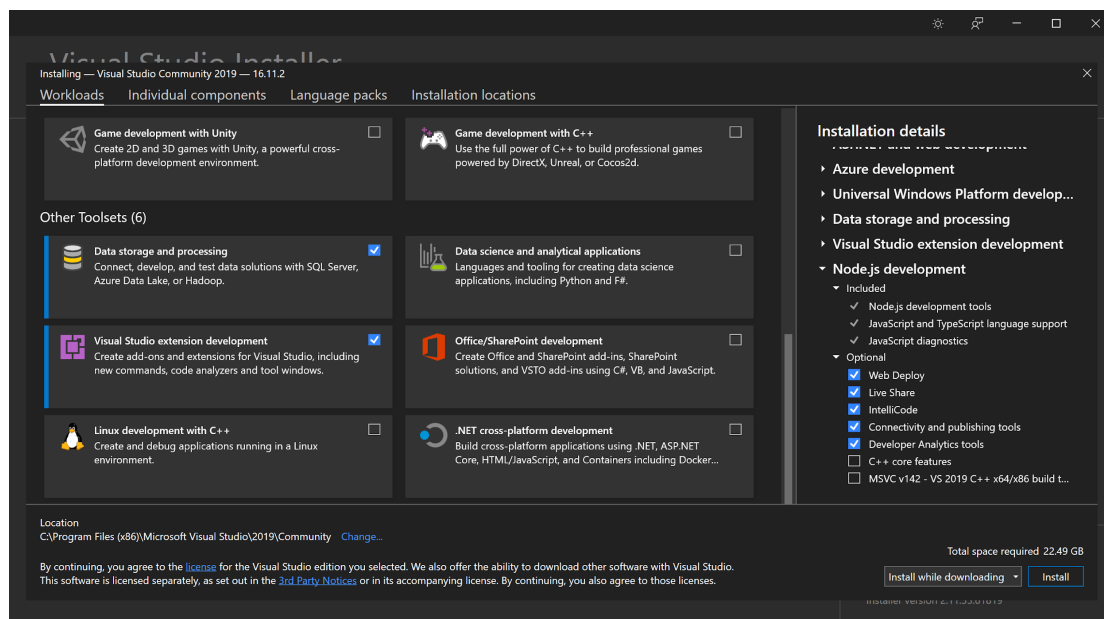 Visual Studio Installer
Installing — Visual Studio Community 2019 — 16.11.2
Workloads
Individual components
Language packs
Installation locations
Game development with Unity
Create 2D and 3D games with Unity, a powerful cross-
platform development environment.
Game development with C++
Use the full power of C++ to build professional games
powered by DirectX, Unreal, or Cocos2d.
Other Toolsets (6)
Data storage and processing
Connect, develop, and test data solutions with SQL Server,
Azure Data Lake, or Hadoop.
Data science and analytical applications
Languages and tooling for creating data science
applications, including Python and F#.
Visual Studio extension development
Create add-ons and extensions for Visual Studio, including
new commands, code analyzers and tool windows.
Office/SharePoint development
Create Office and SharePoint add-ins, SharePoint
solutions, and VSTO add-ins using C#, VB, and JavaScript.
Linux development with C++
Create and debug applications running in a Linux
environment.
.NET cross-platform development
Build cross-platform applications using .NET, ASP.NET
Core, HTML/JavaScript, and Containers including Docker...
Installation details
ASP.NET and web development
Azure development
Universal Windows Platform develop...
Data storage and processing
Visual Studio extension development
Node.js development
Included
Node.js development tools
JavaScript and TypeScript language support
JavaScript diagnostics
Optional
Web Deploy
Live Share
IntelliCode
Connectivity and publishing tools
Developer Analytics tools
C++ core features
MSVC v142 - VS 2019 C++ x64/x86 build t...
Location
C:\Program Files (x86)\Microsoft Visual Studio\2019\Community Change...
By continuing, you agree to the license for the Visual Studio edition you selected. We also offer the ability to download other software with Visual Studio.
This software is licensed separately, as set out in the 3rd Party Notices or in its accompanying license. By continuing, you also agree to those licenses.
Total space required 22.49 GB
Install while downloading
Install
Installer version